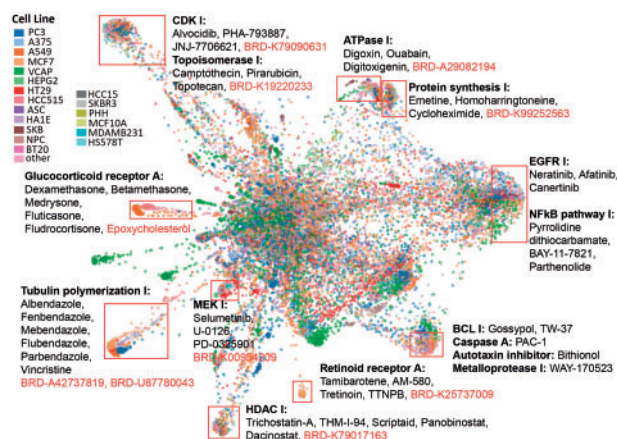 Cell Line
PC3
A375
A549
MCF7
VCAP
HEPG2
HT29
HCC515
ASC
HA1E
SKB
NPC
BT20
other
HCC15
SKBR3
PHH
MCF10A
MDAMB231
HS578T
CDK I:
Alvocidib, PHA-793887,
JNJ-7706621, BRD-K79090631
Topoisomerase I:
Camptothecin, Pirarubicin,
Topotecan, BRD-K19220233
ATPase I:
Digoxin, Ouabain,
Digitoxigenin, BRD-A29082194
Protein synthesis I:
Emetine, Homoharringtoneine,
Cycloheximide, BRD-K99252563
EGFR I:
Neratinib, Afatinib,
Canertinib
NFkB pathway I:
Pyrrolidine
dithiocarbamate,
BAY-11-7821,
Parthenolide
Glucocorticoid receptor A:
Dexamethasone, Betamethasone,
Medrysone,
Fluticasone,
Fludrocortisone, Epoxycholesterol
Tubulin polymerization I:
Albendazole,
Fenbendazole,
Mebendazole,
Flubendazole,
Parbendazole,
Vincristine
BRD-A42737819, BRD-U87780043
MEK I:
Selumetinib,
U-0126,
PD-0325901
BCL I: Gossypol, TW-37
Caspase A: PAC-1
Autotaxin inhibitor: Bithionol
Metalloprotease I: WAY-170523
Retinoid receptor A:
Tamibarotene, AM-580,
Tretinoin, TTNPB, BRD-K25737009
HDAC I:
Trichostatin-A, THM-I-94, Scriptaid, Panobinostat,
Dacinostat, BRD-K79017163